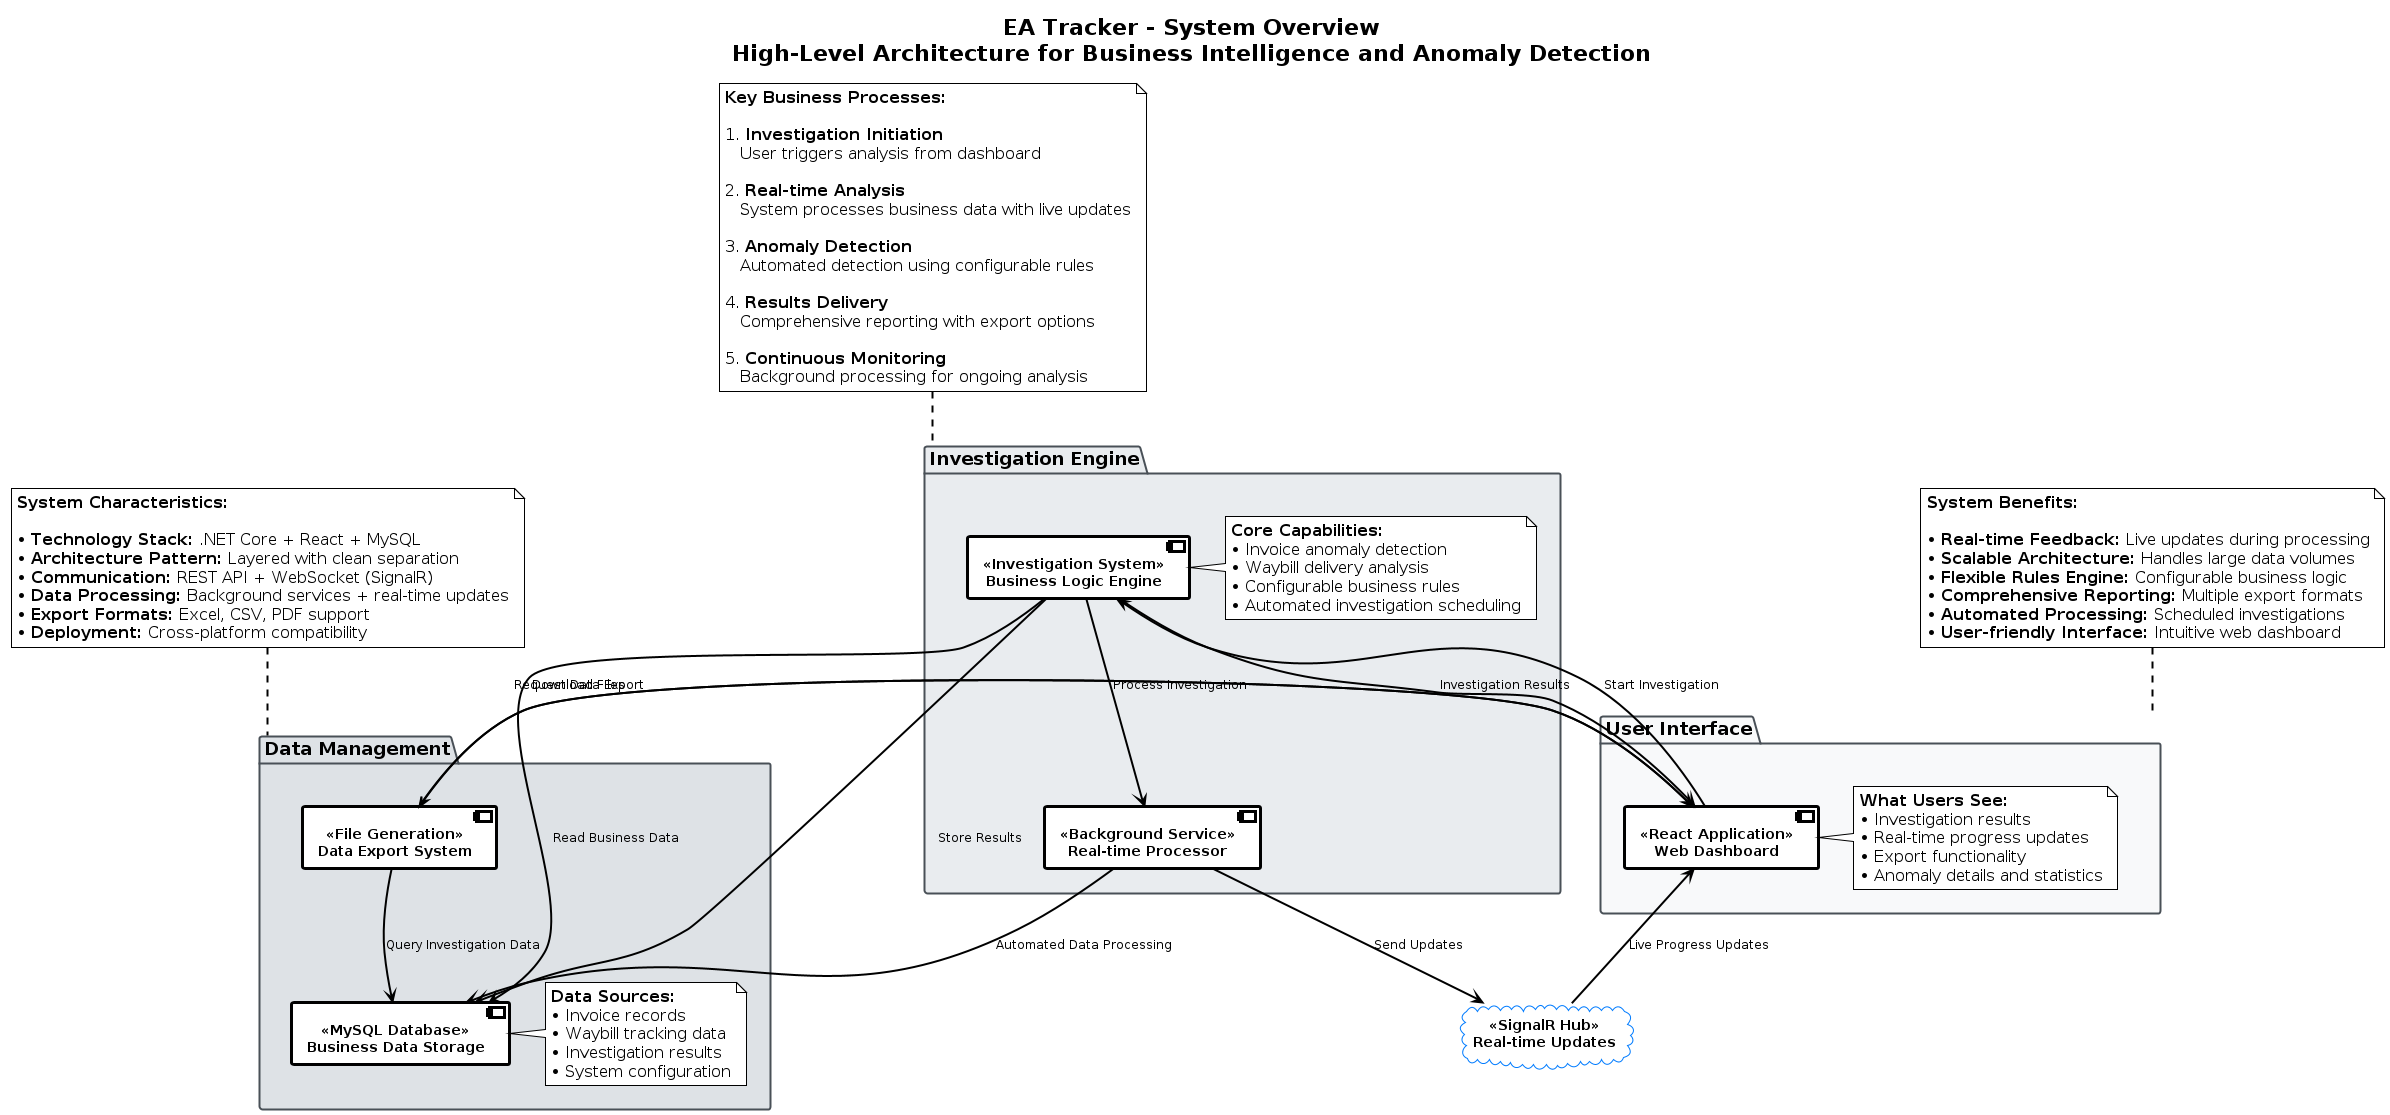 EA Tracker - System Overview
High-Level Architecture for Business Intelligence and Anomaly Detection
Key Business Processes:
1. Investigation Initiation
User triggers analysis from dashboard
2. Real-time Analysis
System processes business data with live updates
3. Anomaly Detection
Automated detection using configurable rules
4. Results Delivery
Comprehensive reporting with export options
5. Continuous Monitoring
Background processing for ongoing analysis
System Characteristics:
• Technology Stack: .NET Core + React + MySQL
• Architecture Pattern: Layered with clean separation
• Communication: REST API + WebSocket (SignalR)
• Data Processing: Background services + real-time updates
• Export Formats: Excel, CSV, PDF support
• Deployment: Cross-platform compatibility
Investigation Engine
«Investigation System»
Business Logic Engine
Core Capabilities:
• Invoice anomaly detection
• Waybill delivery analysis
• Configurable business rules
• Automated investigation scheduling
System Benefits:
• Real-time Feedback: Live updates during processing
• Scalable Architecture: Handles large data volumes
• Flexible Rules Engine: Configurable business logic
• Comprehensive Reporting: Multiple export formats
• Automated Processing: Scheduled investigations
• User-friendly Interface: Intuitive web dashboard
Request Data Export
Download Files
Process Investigation
Investigation Results
Start Investigation
Data Management
User Interface
«File Generation»
Data Export System
Read Business Data
Store Results
«Background Service»
Real-time Processor
«React Application»
Web Dashboard
What Users See:
• Investigation results
• Real-time progress updates
• Export functionality
• Anomaly details and statistics
Query Investigation Data
Automated Data Processing
Send Updates
Live Progress Updates
«MySQL Database»
Business Data Storage
Data Sources:
• Invoice records
• Waybill tracking data
• Investigation results
• System configuration
«SignalR Hub»
Real-time Updates